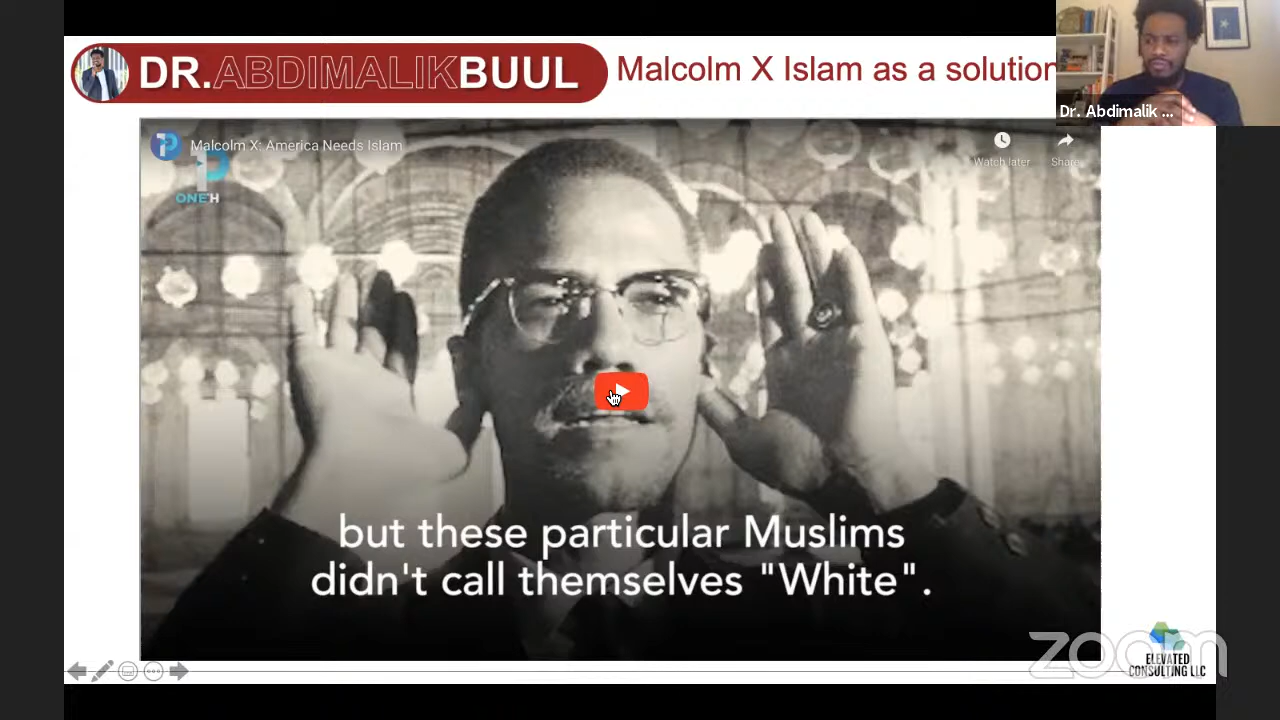 DR.ABDIMALIKBUUL
Malcolm X Islam as a solution
Dr. Abdimalik ...
Malcolm X: America Needs Islam
Watch later
Share
ONE4H
but these particular Muslims
didn't call themselves "White".
zoom
ELEVATED
CONSULTING LLC